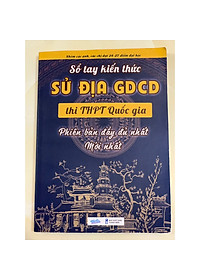 Sổ tay kiến thức
SỬ ĐỊA GDCD
thi THPT Quốc gia
Phiên bản đầy đủ nhất
Mới nhất